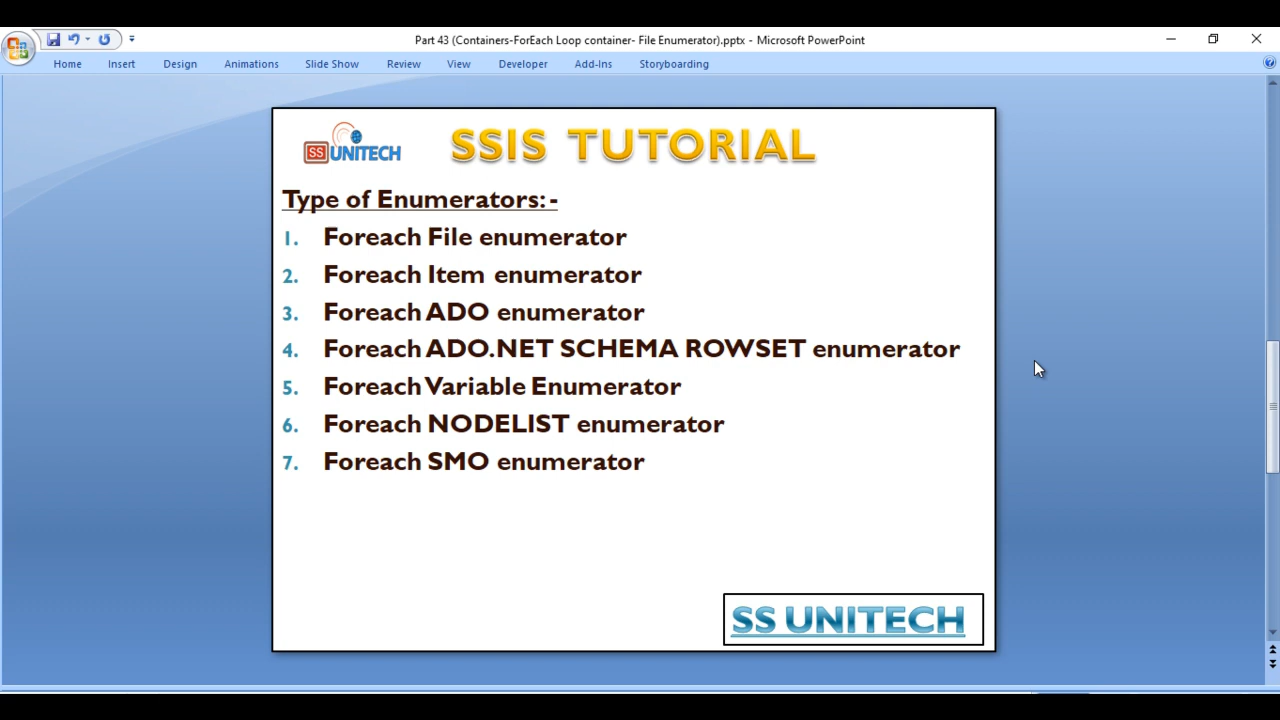 Part 43 (Containers-ForEach Loop container- File Enumerator).pptx - Microsoft PowerPoint
Home Insert Design Animations Slide Show Review View Developer Add-Ins Storyboarding
SS UNITECH
SSIS TUTORIAL
Type of Enumerators:-
1. Foreach File enumerator
2. Foreach Item enumerator
3. Foreach ADO enumerator
4. Foreach ADO.NET SCHEMA ROWSET enumerator
5. Foreach Variable Enumerator
6. Foreach NODELIST enumerator
7. Foreach SMO enumerator
SS UNITECH